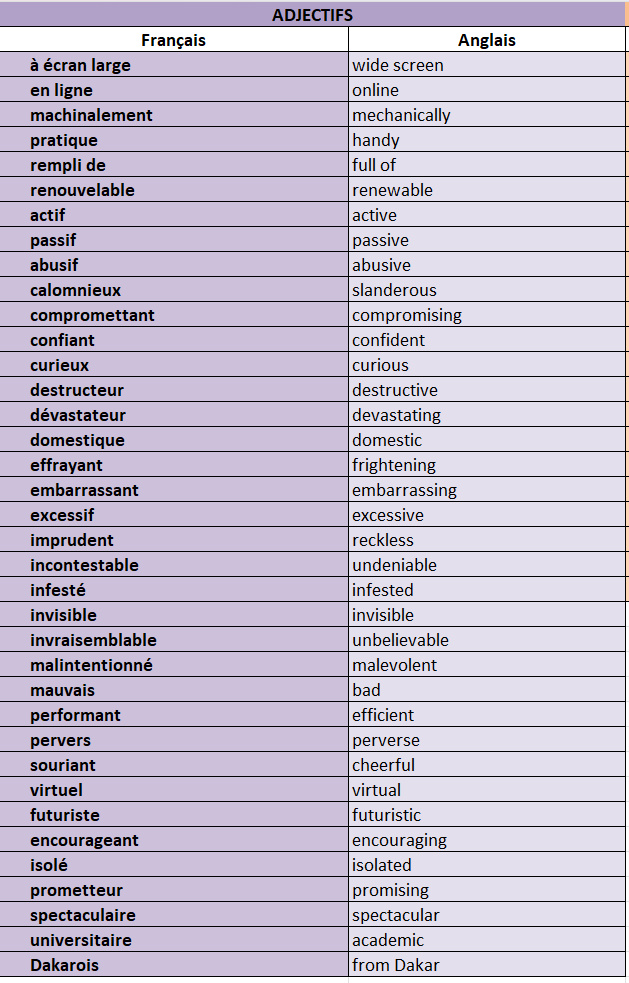 ADJECTIFS
Français Anglais
à écran large wide screen
en ligne online
machinalement mechanically
pratique handy
rempli de full of
renouvelable renewable
actif active
passif passive
abusif abusive
calomnieux slanderous
compromettant compromising
confiant confident
curieux curious
destructeur destructive
dévastateur devastating
domestique domestic
effrayant frightening
embarrassant embarrassing
excessif excessive
imprudent reckless
incontestable undeniable
infesté infested
invisible invisible
invraisemblable unbelievable
malintentionné malevolent
mauvais bad
performant efficient
pervers perverse
souriant cheerful
virtuel virtual
futuriste futuristic
encourageant encouraging
isolé isolated
prometteur promising
spectaculaire spectacular
universitaire academic
Dakarois from Dakar